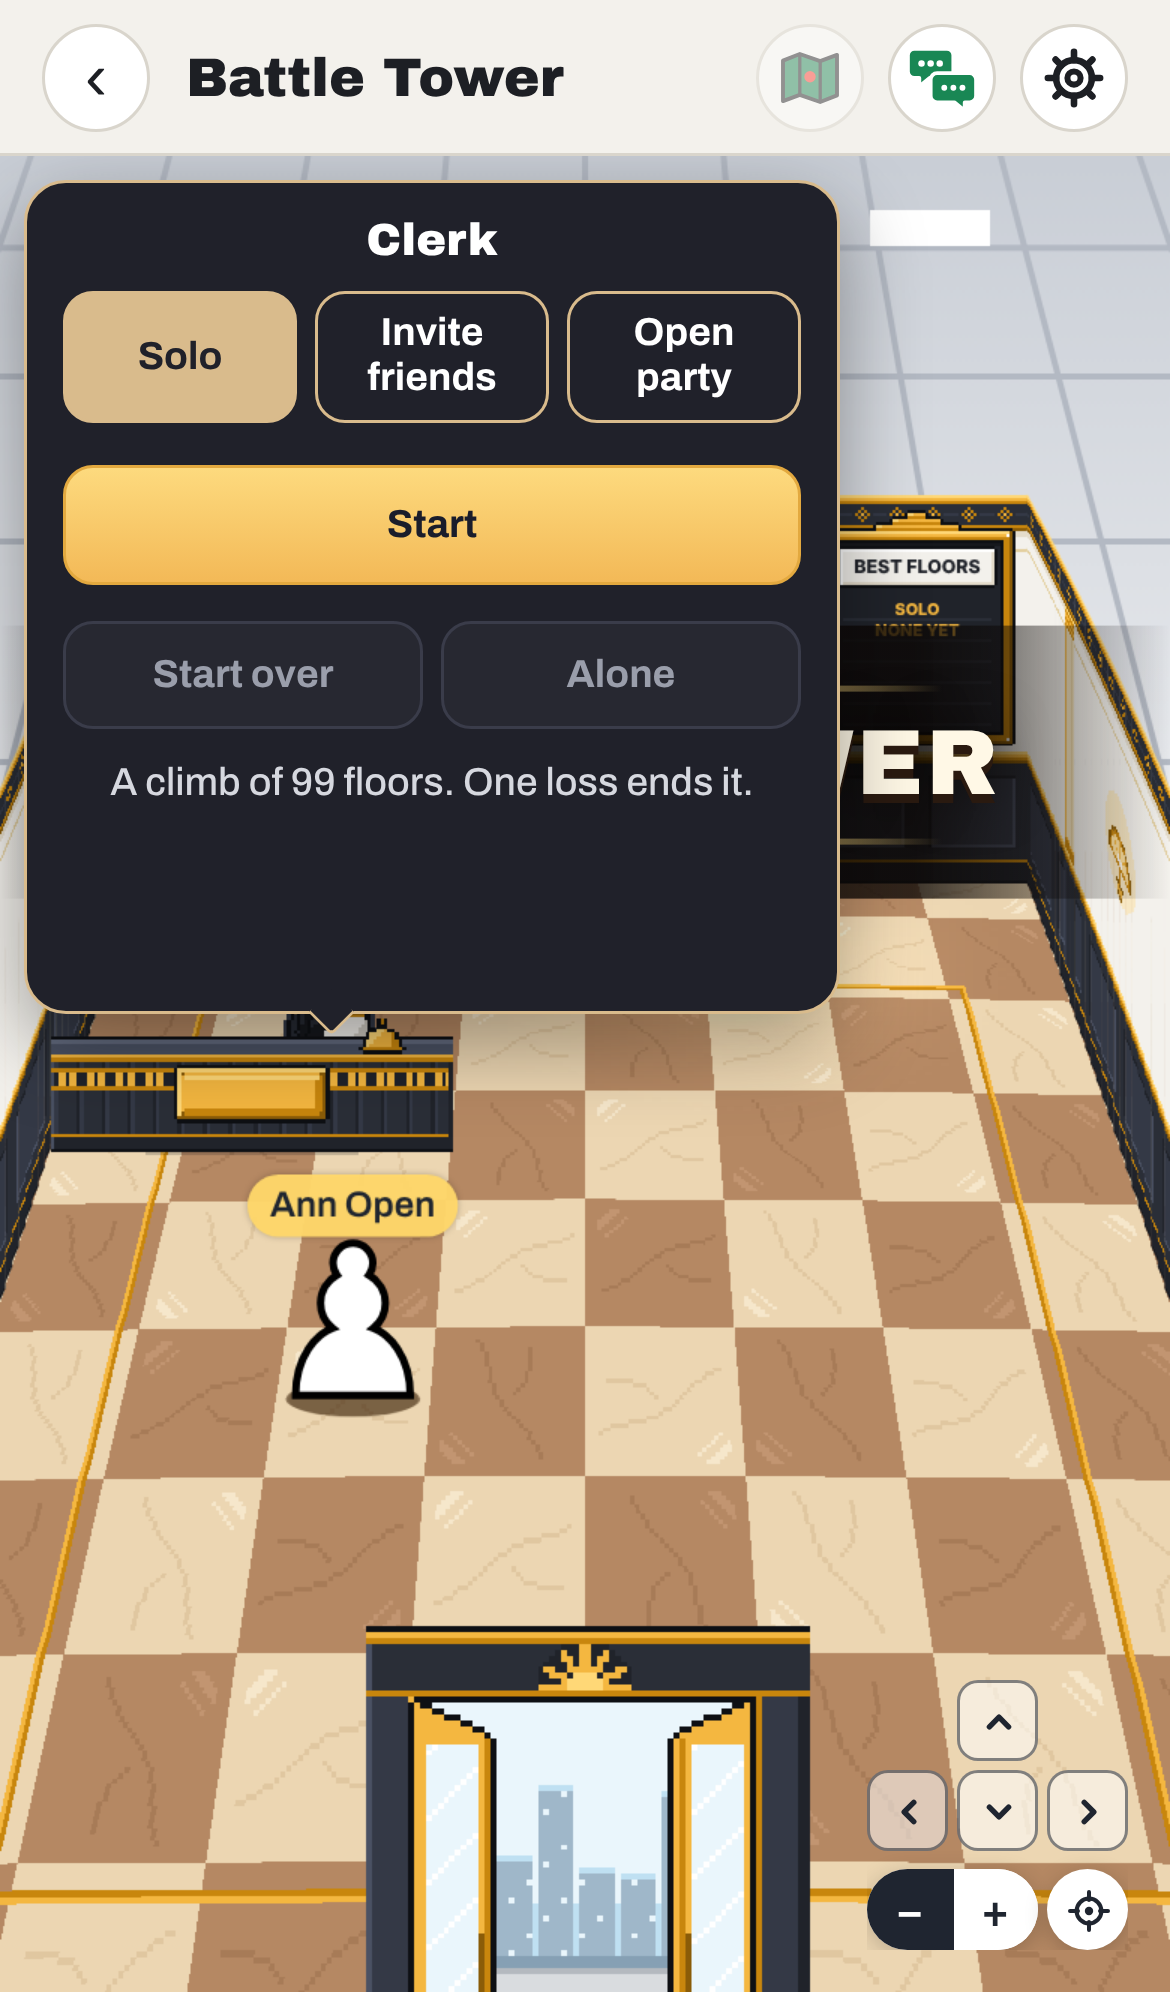 Battle Tower
Clerk
Solo
Invite
friends
Open
party
Start
Start over
Alone
A climb of 99 floors. One loss ends it.
BEST FLOORS
SOLO
NONE YET
Ann Open